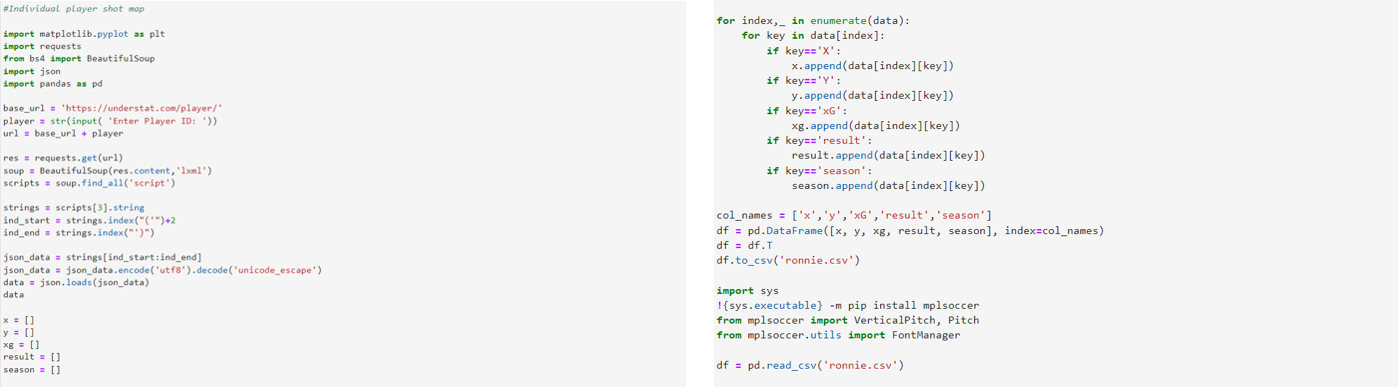 #Individual player shot map
import matplotlib.pyplot as plt
import requests
from bs4 import BeautifulSoup
import json
import pandas as pd
base_url = 'https://understat.com/player/'
player = str(input( 'Enter Player ID: '))
url = base_url + player
res = requests.get(url)
soup = BeautifulSoup(res.content,'lxml')
scripts = soup.find_all('script')
strings = scripts[3].string
ind_start = strings.index("('")+2
ind_end = strings.index("')")
json_data = strings[ind_start:ind_end]
json_data = json_data.encode('utf8').decode('unicode_escape')
data = json.loads(json_data)
data
x = []
y = []
xg = []
result = []
season = []
for index,_ in enumerate(data):
    for key in data[index]:
        if key=='X':
            x.append(data[index][key])
        if key=='Y':
            y.append(data[index][key])
        if key=='xG':
            xg.append(data[index][key])
        if key=='result':
            result.append(data[index][key])
        if key=='season':
            season.append(data[index][key])
col_names = ['x','y','xG','result','season']
df = pd.DataFrame([x, y, xg, result, season], index=col_names)
df = df.T
df.to_csv('ronnie.csv')
import sys
!{sys.executable} -m pip install mplsoccer
from mplsoccer import VerticalPitch, Pitch
from mplsoccer.utils import FontManager
df = pd.read_csv('ronnie.csv')